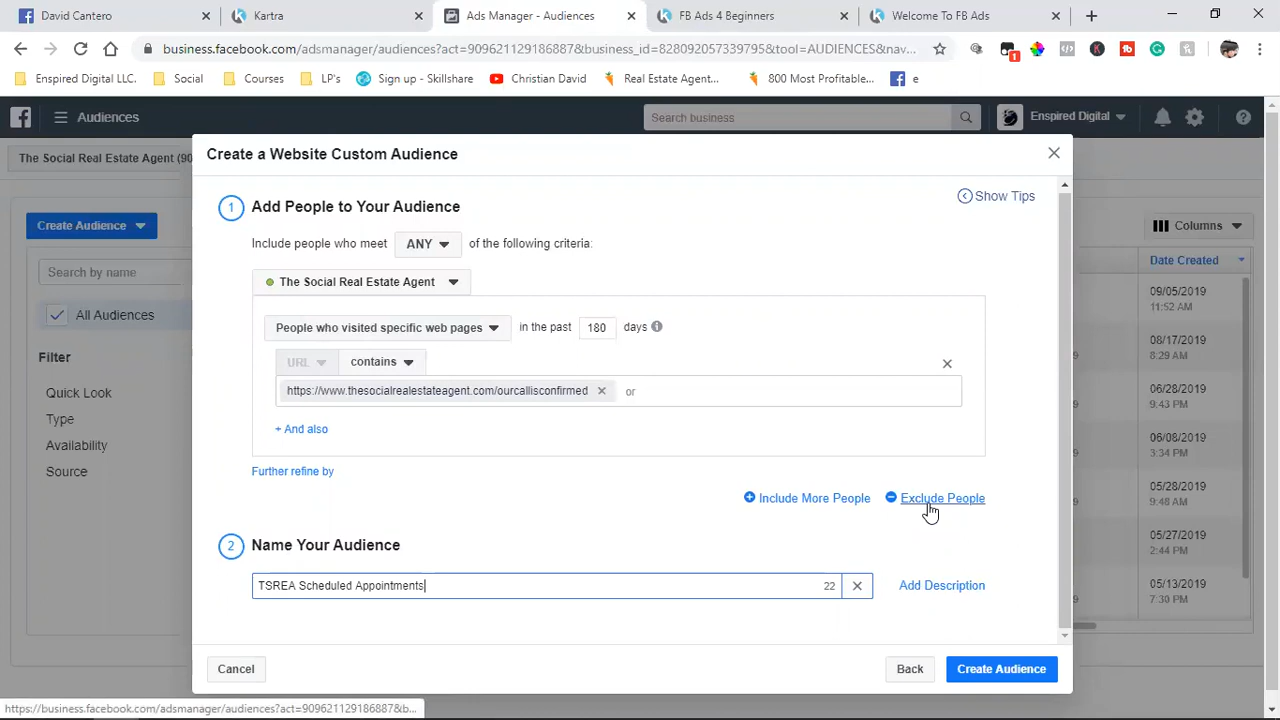 David Cantero
Kartra
Ads Manager - Audiences
FB Ads 4 Beginners
Welcome To FB Ads
business.facebook.com/adsmanager/audiences?act=909621129186887&business_id=828092057339795&tool=AUDIENCES&nav...
1
Enspired Digital LLC.
Social
Courses
LP's
Sign up - Skillshare
Christian David
Real Estate Agent...
800 Most Profitable...
e
Audiences
Search business
Enspired Digital
The Social Real Estate Agent (90
Create Audience
Search by name
All Audiences
Filter
Quick Look
Type
Availability
Source
Columns
Date Created
09/05/2019
11:52 AM
08/17/2019
8:29 AM
06/28/2019
9:43 PM
06/08/2019
3:34 PM
05/28/2019
9:48 AM
05/27/2019
2:44 PM
05/13/2019
7:30 PM
Create a Website Custom Audience
Show Tips
1 Add People to Your Audience
Include people who meet ANY of the following criteria:
The Social Real Estate Agent
People who visited specific web pages in the past 180 days
URL contains
https://www.thesocialrealestateagent.com/ourcallisconfirmed or
+ And also
Further refine by
Include More People Exclude People
2 Name Your Audience
TSREA Scheduled Appointments 22
Add Description
Cancel Back Create Audience
https://business.facebook.com/adsmanager/audiences?act=909621129186887&b...